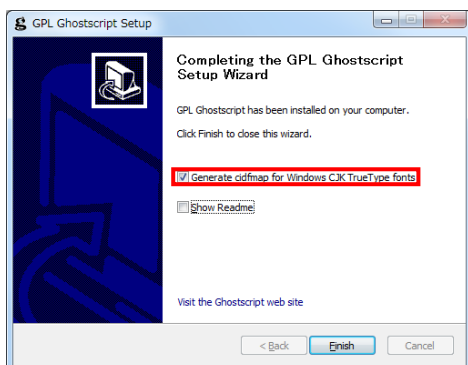 GPL Ghostscript Setup
Completing the GPL Ghostscript
Setup Wizard
GPL Ghostscript has been installed on your computer.
Click Finish to close this wizard.
Generate cidfmap for Windows CJK TrueType fonts
Show Readme
Visit the Ghostscript web site
< Back
Finish
Cancel